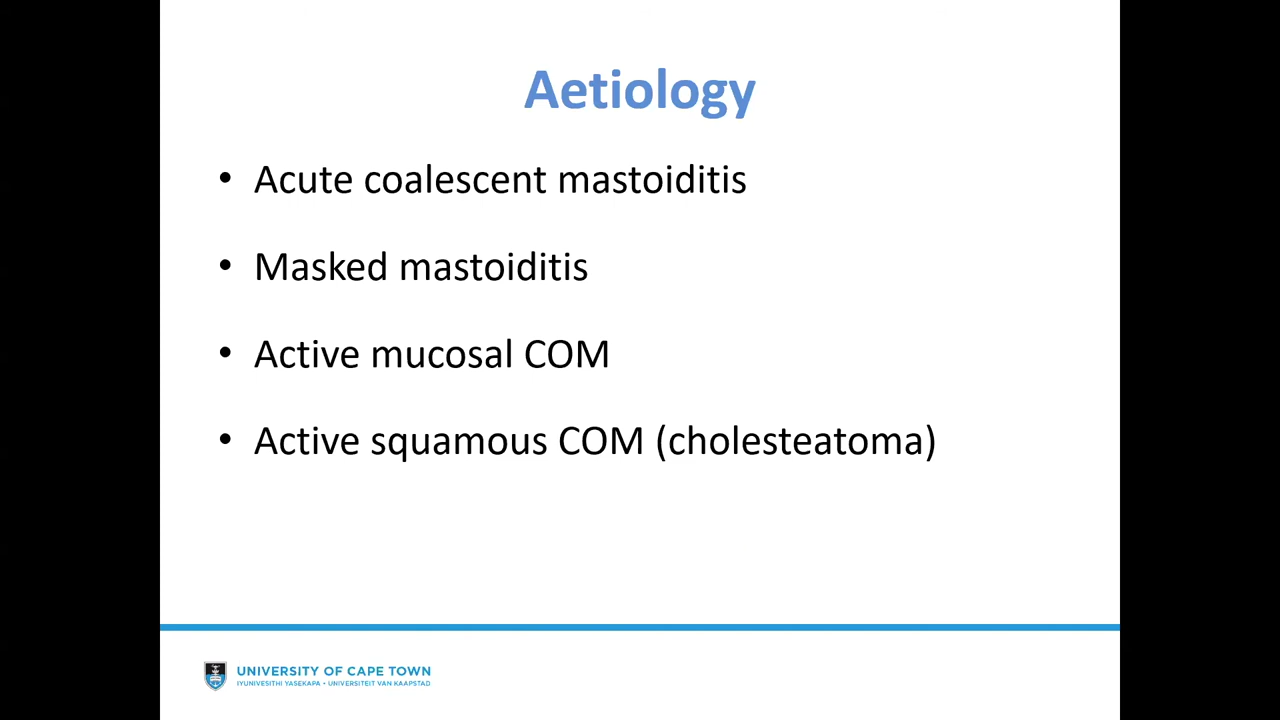 Aetiology
• Acute coalescent mastoiditis
• Masked mastoiditis
• Active mucosal COM
• Active squamous COM (cholesteatoma)
UNIVERSITY OF CAPE TOWN
IYUNIVESITHI YASEKAPA • UNIVERSITEIT VAN KAAPSTAD